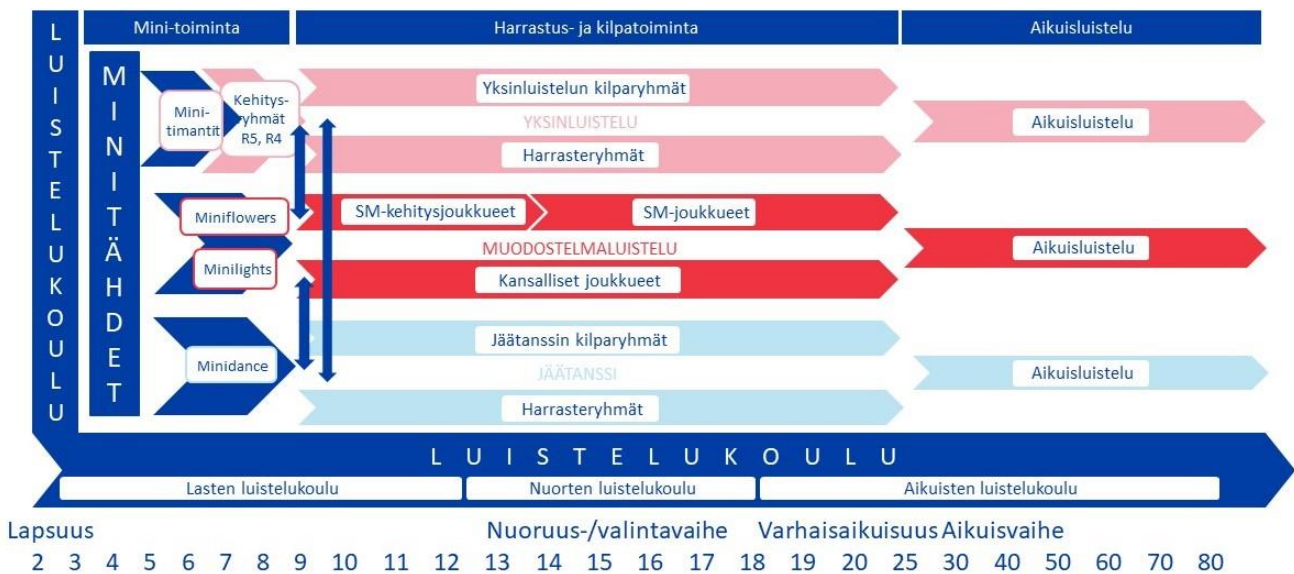 LUISTELUKOULU
Mini-toiminta
Harrastus- ja kilpatoiminta
Aikuisluistelu
MINITÄHDET
Mini-
timantit
Kehitys-
ryhmät
R5, R4
Yksinluistelun kilparyhmät
YKSINLUISTELU
Harrasteryhmät
Aikuisluistelu
Miniflowers
Minilights
SM-kehitysjoukkueet
SM-joukkueet
MUODOSTELMALUISTELU
Kansalliset joukkueet
Aikuisluistelu
Minidance
Jäätanssin kilparyhmät
JÄÄTANSSI
Harrasteryhmät
Aikuisluistelu
LUISTELUKOULU
Lasten luistelukoulu
Nuorten luistelukoulu
Aikuisten luistelukoulu
Lapsuus
Nuoruus-/valintavaihe
Varhaisaikuisuus
Aikuisvaihe
2 3 4 5 6 7 8 9 10 11 12 13 14 15 16 17 18 19 20 25 30 40 50 60 70 80